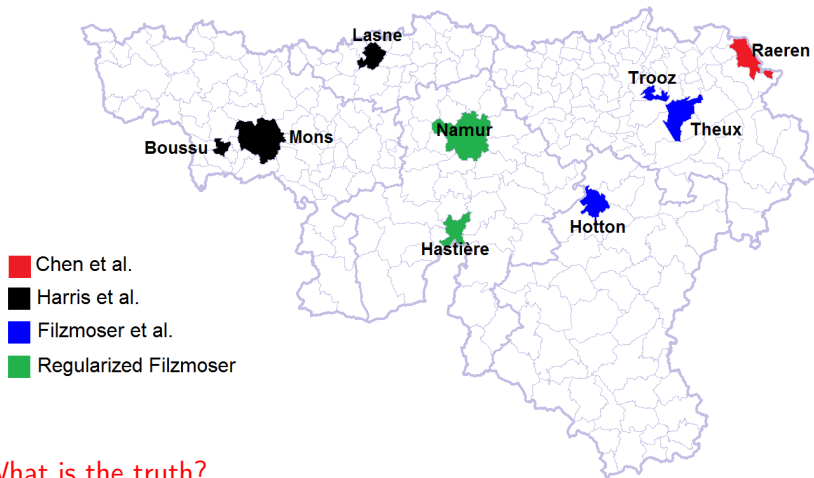 Lasne
Raeren
Trooz
Namur
Theux
Boussu
Mons
Hotton
Hastière
Chen et al.
Harris et al.
Filzmoser et al.
Regularized Filzmoser
What is the truth?